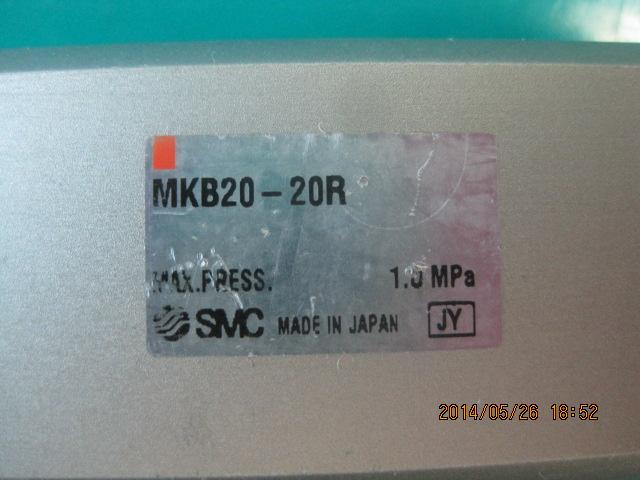 MKB20-20R
MAX.PRESS. 1.0 MPa
SMC MADE IN JAPAN JY
2014/05/26 18:52